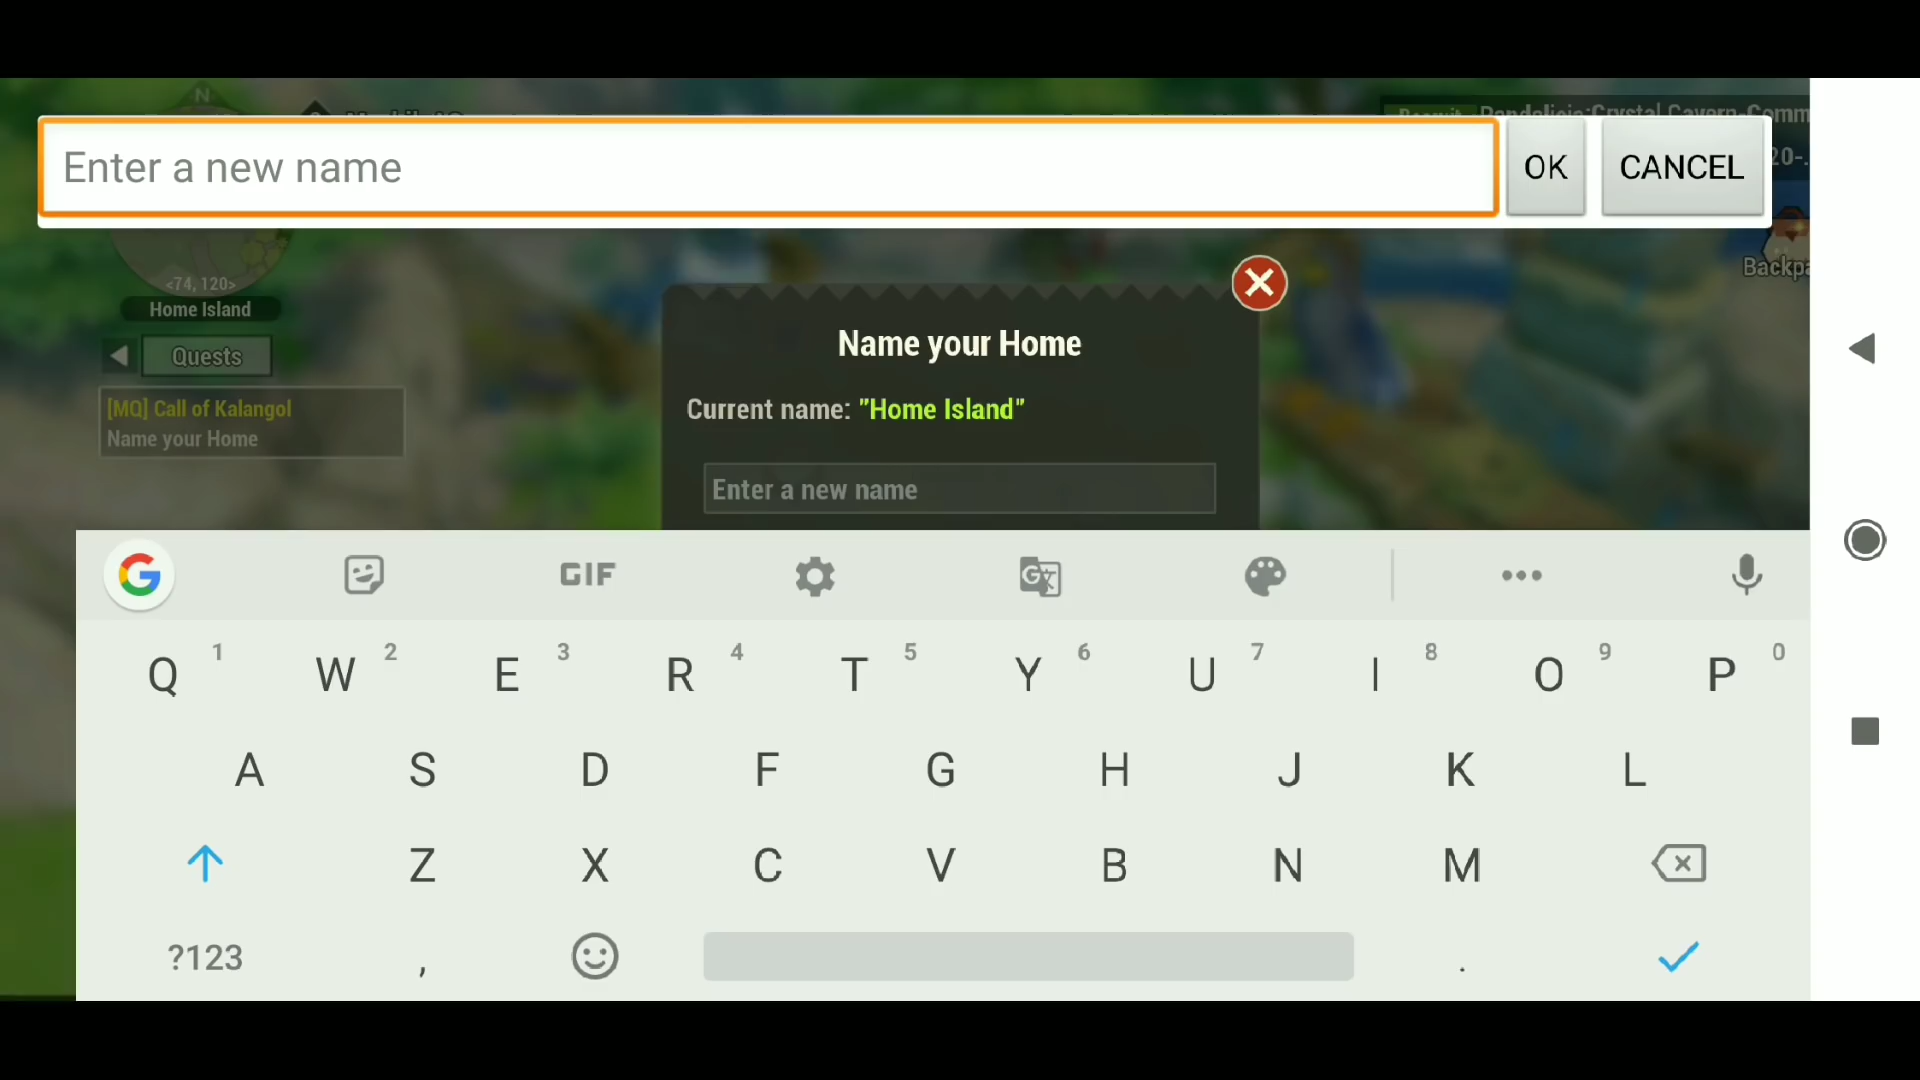 N
Enter a new name
OK
CANCEL
20-.
Backpa
<74, 120>
Home Island
Quests
[MQ] Call of Kalangol
Name your Home
Name your Home
Current name: "Home Island"
Enter a new name
GIF
Q 1 W 2 E 3 R 4 T 5 Y 6 U 7 I 8 O 9 P 0
A S D F G H J K L
Z X C V B N M
?123 , .